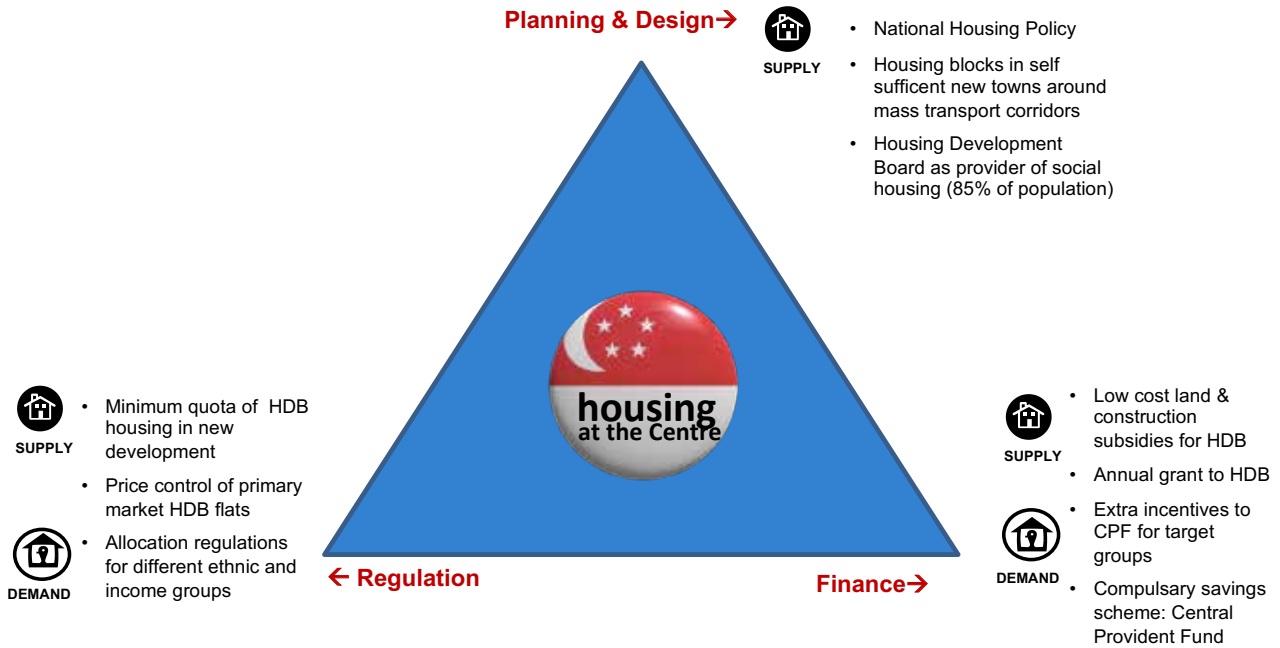 Planning & Design→
SUPPLY
• National Housing Policy
• Housing blocks in self
sufficent new towns around
mass transport corridors
• Housing Development
Board as provider of social
housing (85% of population)
housing
at the Centre
SUPPLY
• Minimum quota of HDB
housing in new
development
• Price control of primary
market HDB flats
DEMAND
• Allocation regulations
for different ethnic and
income groups
← Regulation
Finance→
SUPPLY
• Low cost land &
construction
subsidies for HDB
• Annual grant to HDB
DEMAND
• Extra incentives to
CPF for target
groups
• Compulsary savings
scheme: Central
Provident Fund